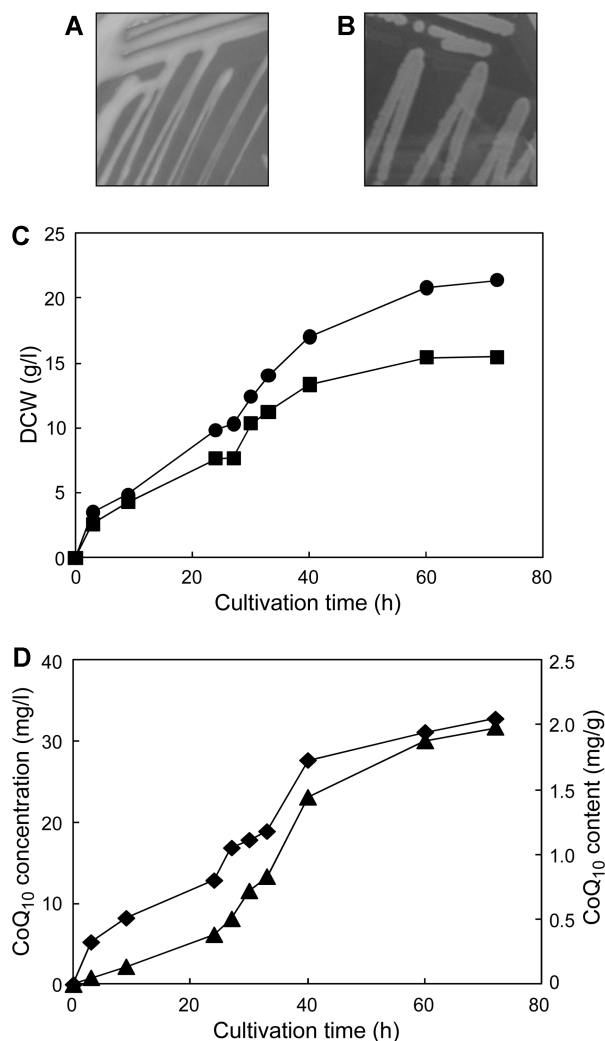 A
B
C
25
20
15
10
5
0
DCW (g/l)
0 20 40 60 80
Cultivation time (h)
D
40
30
20
10
0
CoQ10 concentration (mg/l)
2.5
2.0
1.5
1.0
0.5
0
CoQ10 content (mg/g)
0 20 40 60 80
Cultivation time (h)